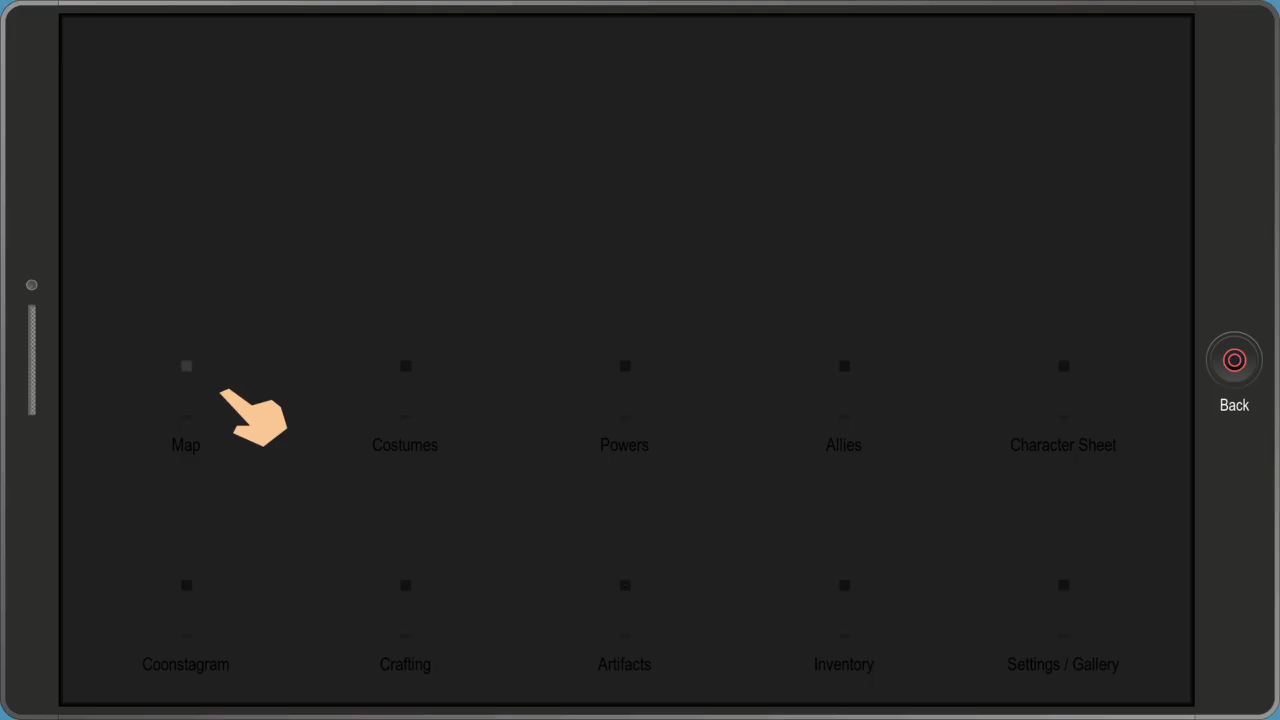 Back
Map Costumes Powers Allies Character Sheet
Coonstagram Crafting Artifacts Inventory Settings / Gallery